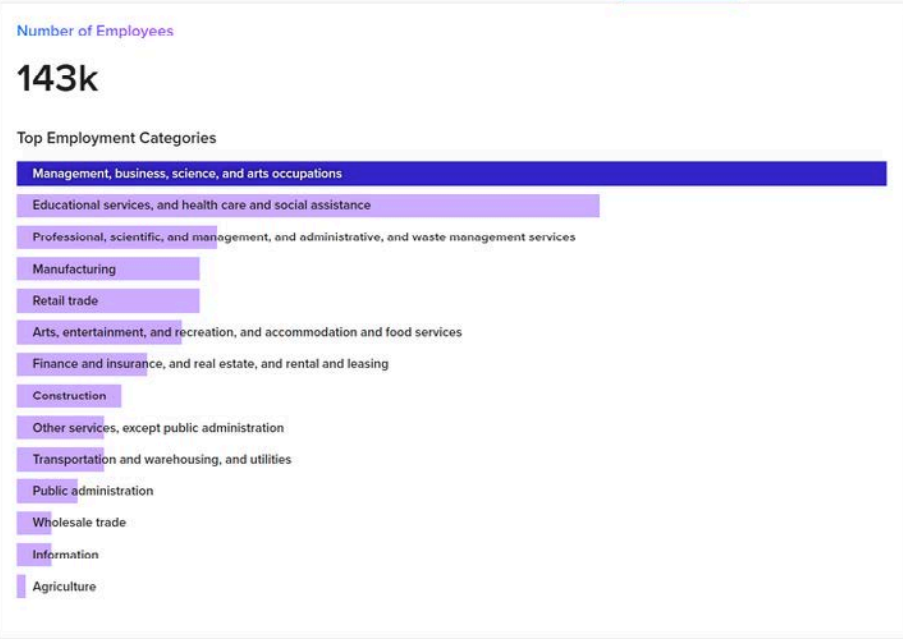 Number of Employees
143k
Top Employment Categories
Management, business, science, and arts occupations
Educational services, and health care and social assistance
Professional, scientific, and management, and administrative, and waste management services
Manufacturing
Retail trade
Arts, entertainment, and recreation, and accommodation and food services
Finance and insurance, and real estate, and rental and leasing
Construction
Other services, except public administration
Transportation and warehousing, and utilities
Public administration
Wholesale trade
Information
Agriculture